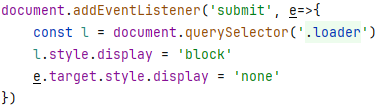 document.addEventListener('submit', e=>{
    const l = document.querySelector('.loader')
    l.style.display = 'block'
    e.target.style.display = 'none'
})